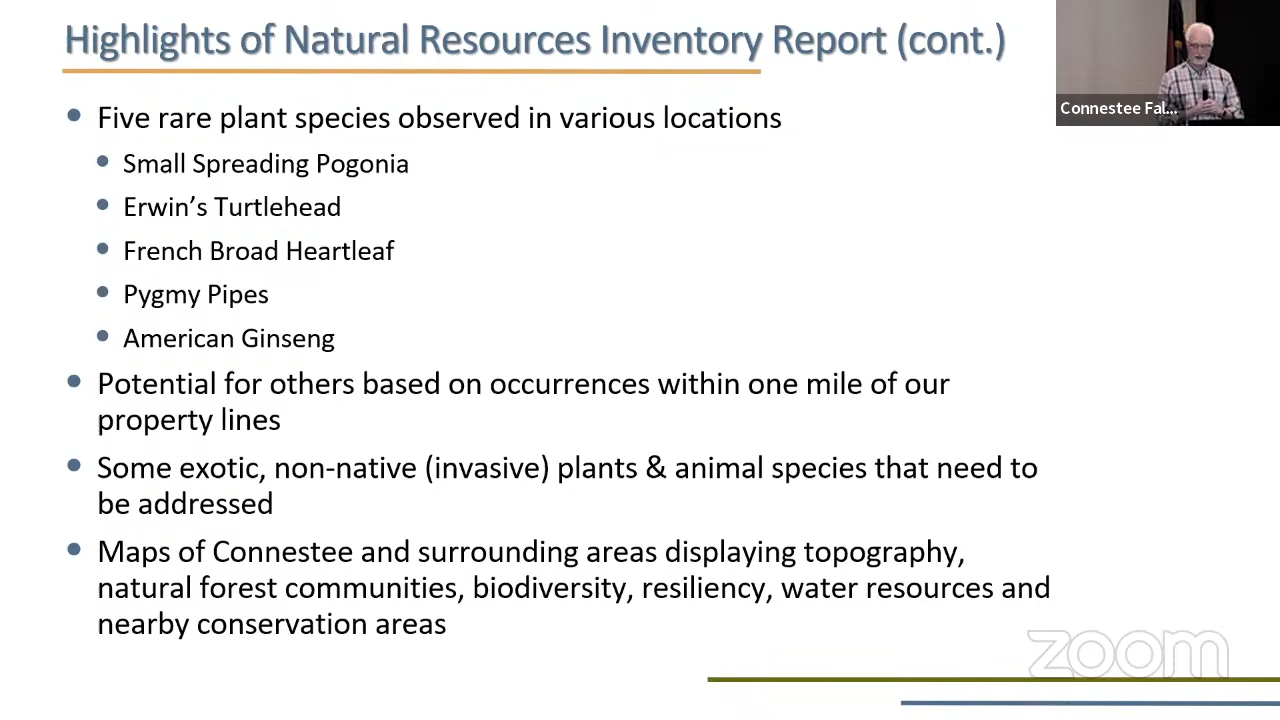 Highlights of Natural Resources Inventory Report (cont.)
Connestee Fal...
Five rare plant species observed in various locations
Small Spreading Pogonia
Erwin's Turtlehead
French Broad Heartleaf
Pygmy Pipes
American Ginseng
Potential for others based on occurrences within one mile of our
property lines
Some exotic, non-native (invasive) plants & animal species that need to
be addressed
Maps of Connestee and surrounding areas displaying topography,
natural forest communities, biodiversity, resiliency, water resources and
nearby conservation areas
zoom